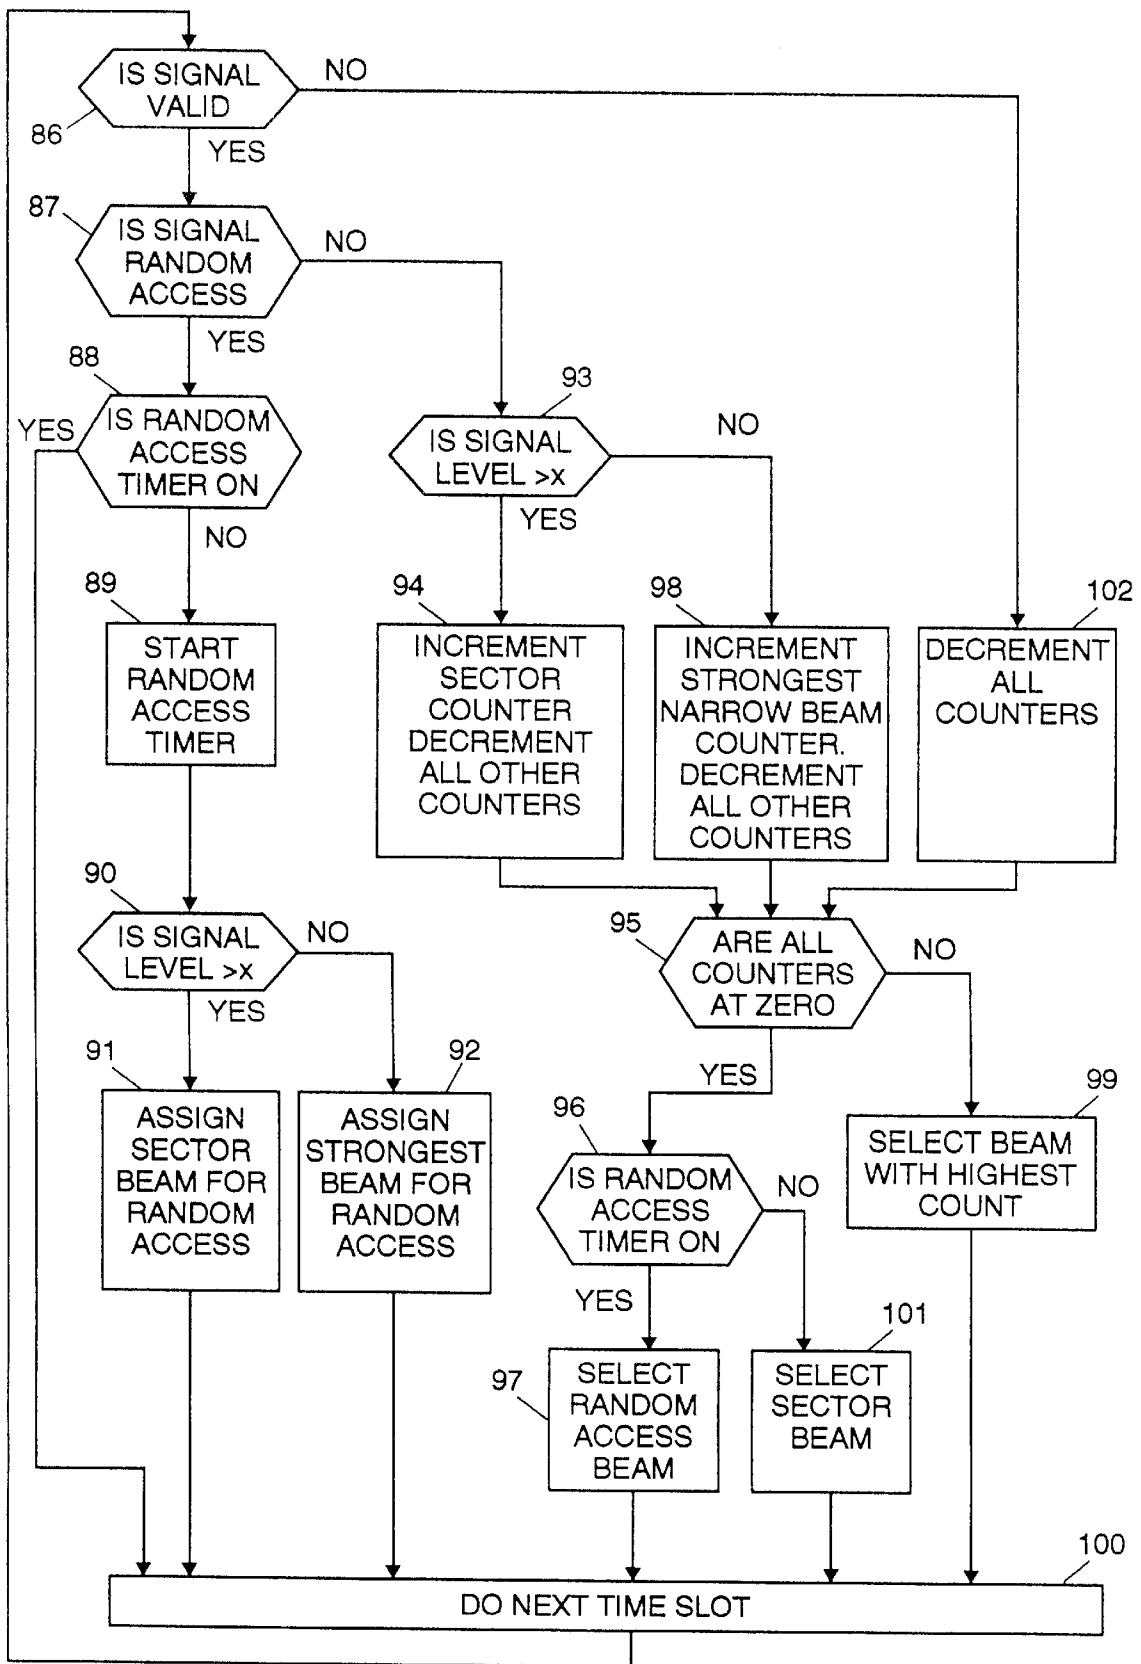 IS SIGNAL
VALID
NO
86
YES
87
IS SIGNAL
RANDOM
ACCESS
NO
YES
88
YES
IS RANDOM
ACCESS
TIMER ON
NO
93
IS SIGNAL
LEVEL >x
NO
YES
89
START
RANDOM
ACCESS
TIMER
94
INCREMENT
SECTOR
COUNTER
DECREMENT
ALL OTHER
COUNTERS
98
INCREMENT
STRONGEST
NARROW BEAM
COUNTER.
DECREMENT
ALL OTHER
COUNTERS
102
DECREMENT
ALL
COUNTERS
90
IS SIGNAL
LEVEL >x
NO
YES
95
ARE ALL
COUNTERS
AT ZERO
NO
YES
91
ASSIGN
SECTOR
BEAM FOR
RANDOM
ACCESS
92
ASSIGN
STRONGEST
BEAM FOR
RANDOM
ACCESS
96
IS RANDOM
ACCESS
TIMER ON
NO
YES
99
SELECT BEAM
WITH HIGHEST
COUNT
97
SELECT
RANDOM
ACCESS
BEAM
101
SELECT
SECTOR
BEAM
100
DO NEXT TIME SLOT